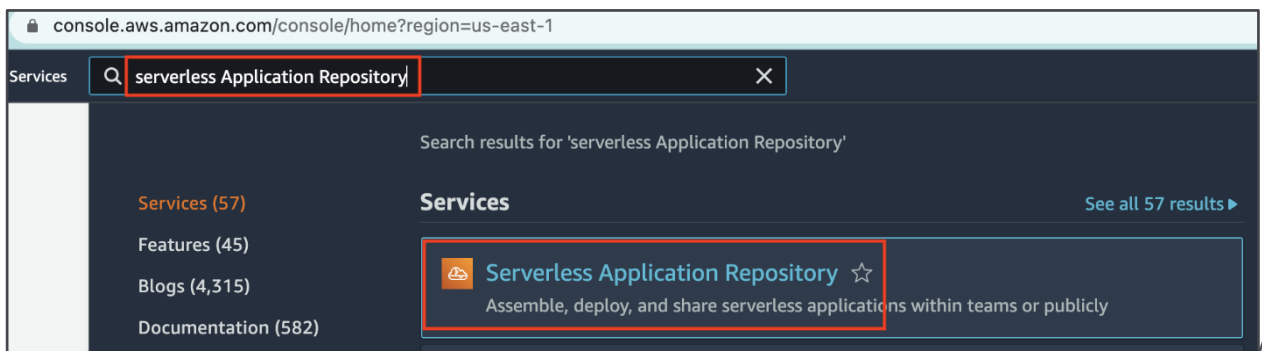 console.aws.amazon.com/console/home?region=us-east-1
Services serverless Application Repository
Search results for 'serverless Application Repository'
Services (57)
Services
See all 57 results
Features (45)
Serverless Application Repository
Blogs (4,315)
Assemble, deploy, and share serverless applications within teams or publicly
Documentation (582)